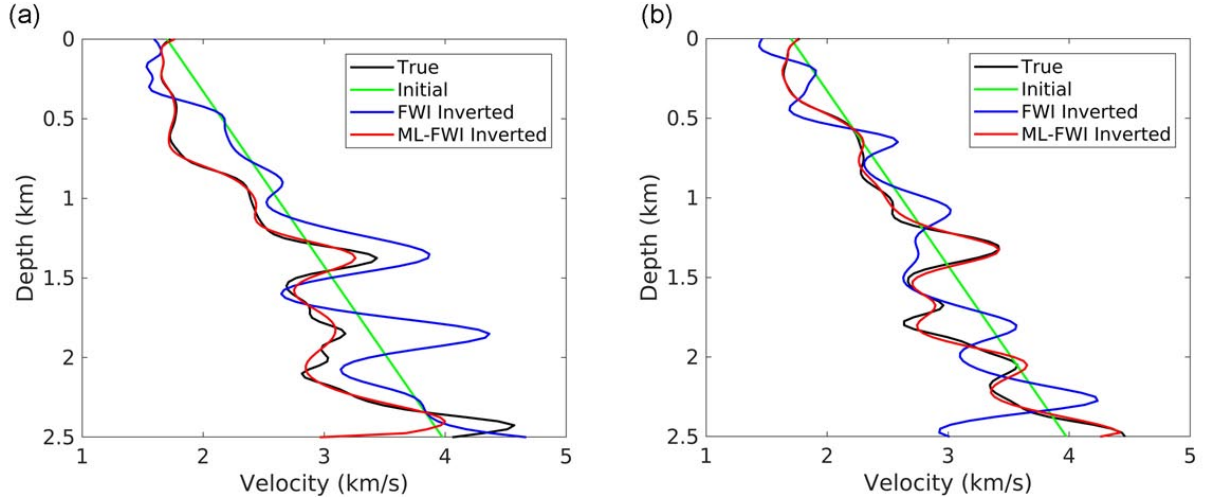 (a)
0
0.5
1
1.5
2
2.5
Depth (km)
1 2 3 4 5
Velocity (km/s)
True
Initial
FWI Inverted
ML-FWI Inverted
(b)
0
0.5
1
1.5
2
2.5
Depth (km)
1 2 3 4 5
Velocity (km/s)
True
Initial
FWI Inverted
ML-FWI Inverted